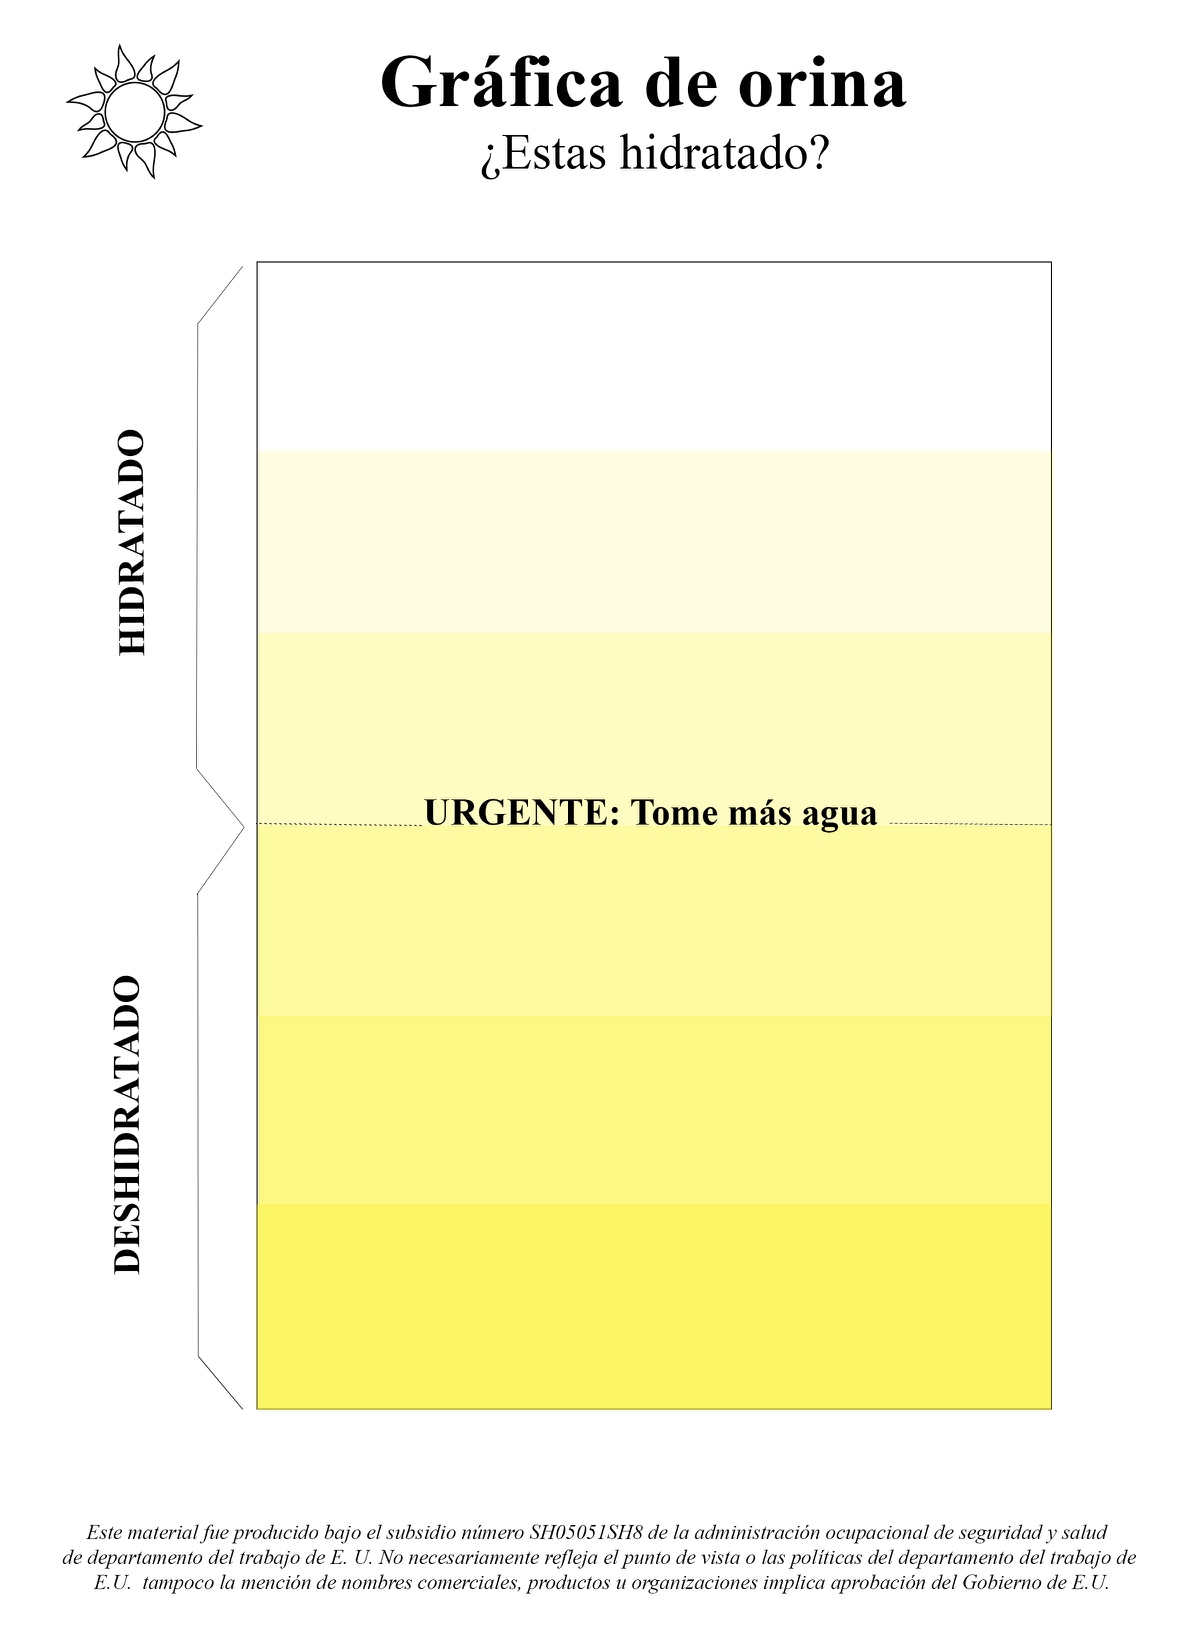 Gráfica de orina
¿Estas hidratado?
HIDRATADO
URGENTE: Tome más agua
DESHIDRATADO
Este material fue producido bajo el subsidio número SH05051SH8 de la administración ocupacional de seguridad y salud
de departamento del trabajo de E. U. No necesariamente refleja el punto de vista o las políticas del departamento del trabajo de
E.U. tampoco la mención de nombres comerciales, productos u organizaciones implica aprobación del Gobierno de E.U.